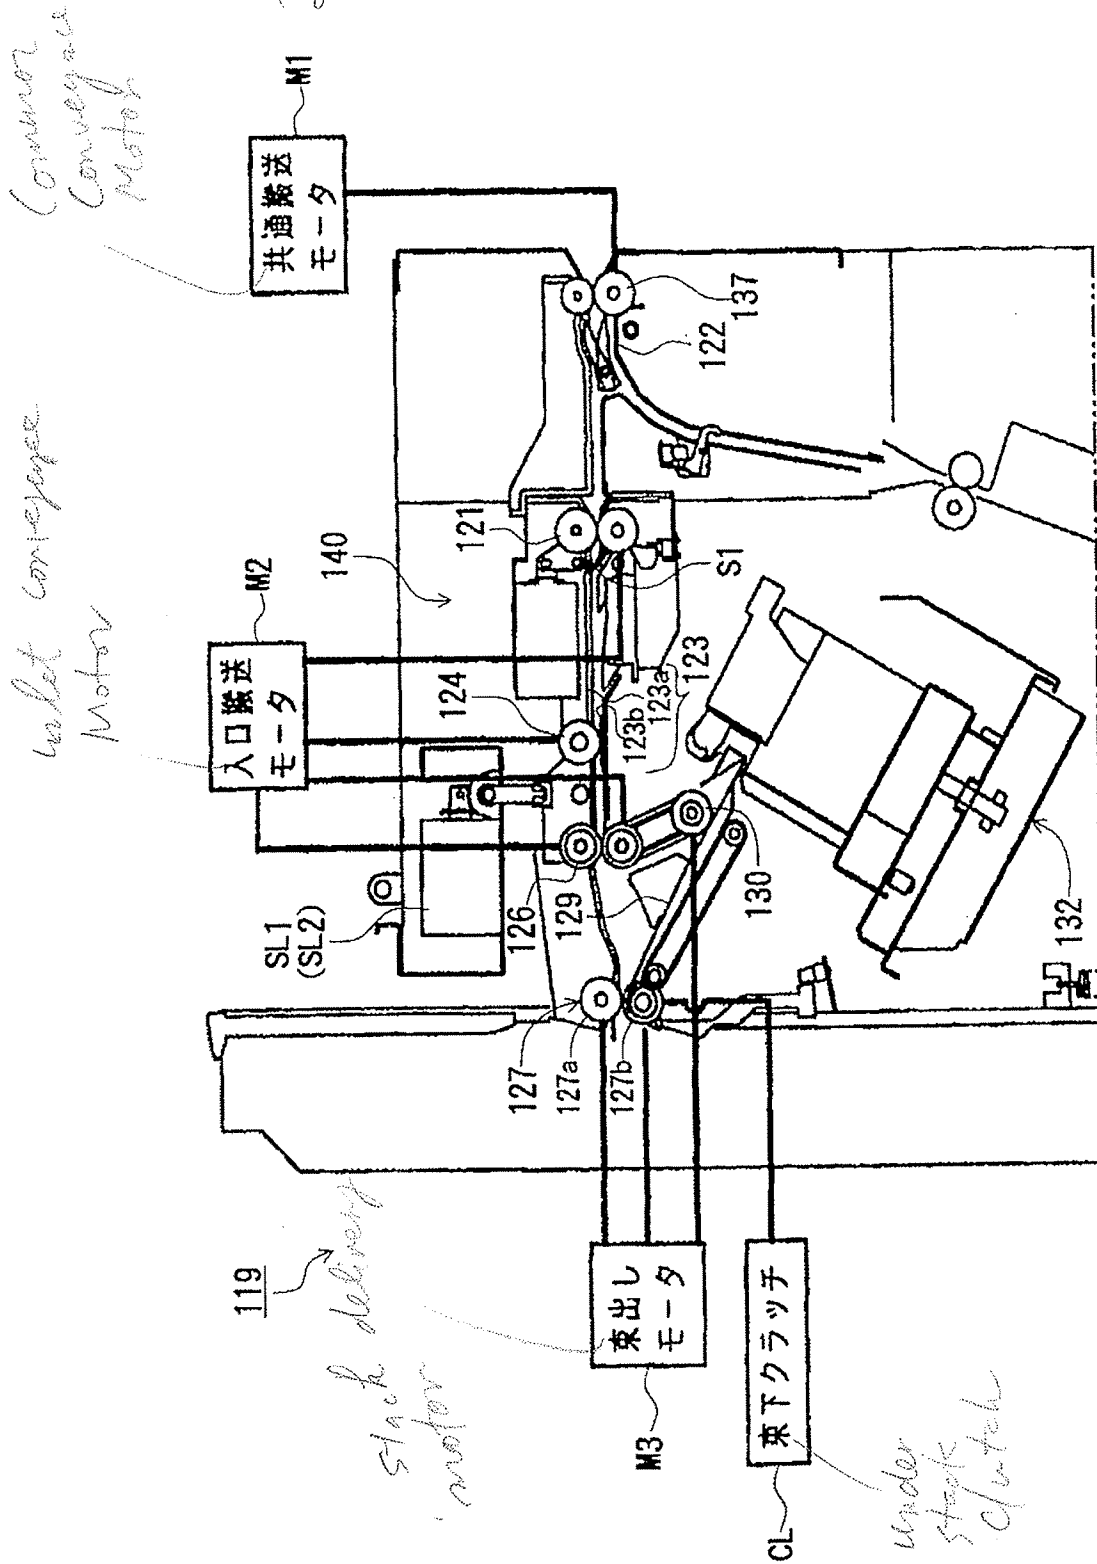 Common
Conveyance
Motor
M1
共通搬送
モータ
Inlet conveyance
Motor
M2
入口搬送
モータ
140
121
124
S1
123
123a
123b
137
122
SL1
(SL2)
126
129
130
132
127
127a
127b
119
Stack delivery
motor
束出し
モータ
M3
束下クラッチ
CL
under
stack
clutch